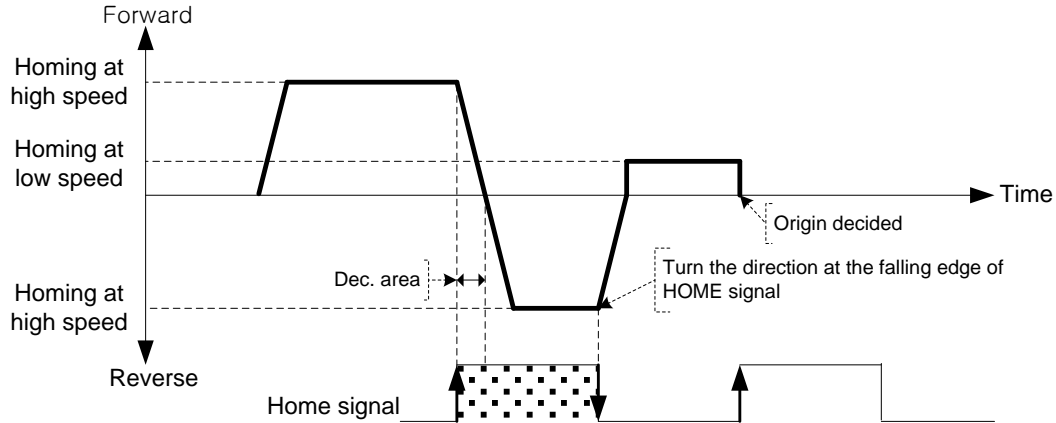 Forward
Homing at
high speed
Homing at
low speed
Time
Origin decided
Dec. area
Turn the direction at the falling edge of
HOME signal
Homing at
high speed
Reverse
Home signal